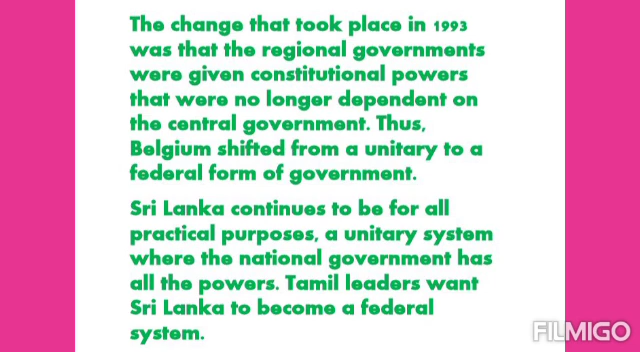 The change that took place in 1993
was that the regional governments
were given constitutional powers
that were no longer dependent on
the central government. Thus,
Belgium shifted from a unitary to a
federal form of government.
Sri Lanka continues to be for all
practical purposes, a unitary system
where the national government has
all the powers. Tamil leaders want
Sri Lanka to become a federal
system.
FILMIGO